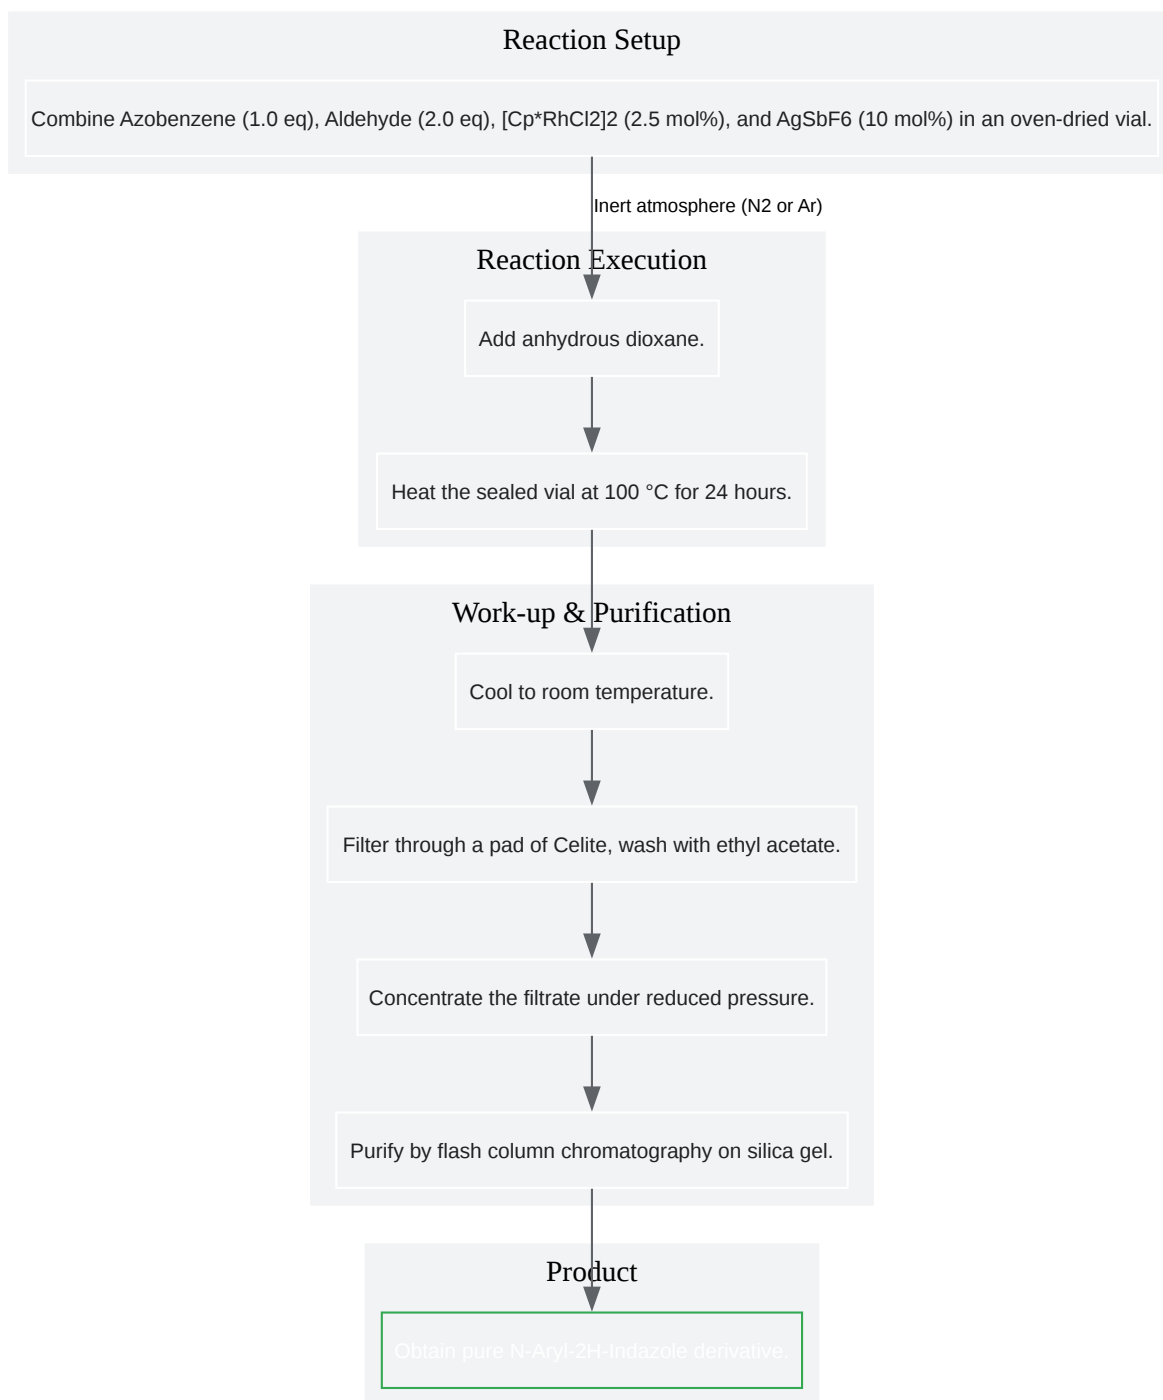 Reaction Setup
Combine Azobenzene (1.0 eq), Aldehyde (2.0 eq), [Cp*RhCl2]2 (2.5 mol%), and AgSbF6 (10 mol%) in an oven-dried vial.
Inert atmosphere (N2 or Ar)
Reaction Execution
Add anhydrous dioxane.
Heat the sealed vial at 100 °C for 24 hours.
Work-up & Purification
Cool to room temperature.
Filter through a pad of Celite, wash with ethyl acetate.
Concentrate the filtrate under reduced pressure.
Purify by flash column chromatography on silica gel.
Product
Obtain pure N-Aryl-2H-Indazole derivative.